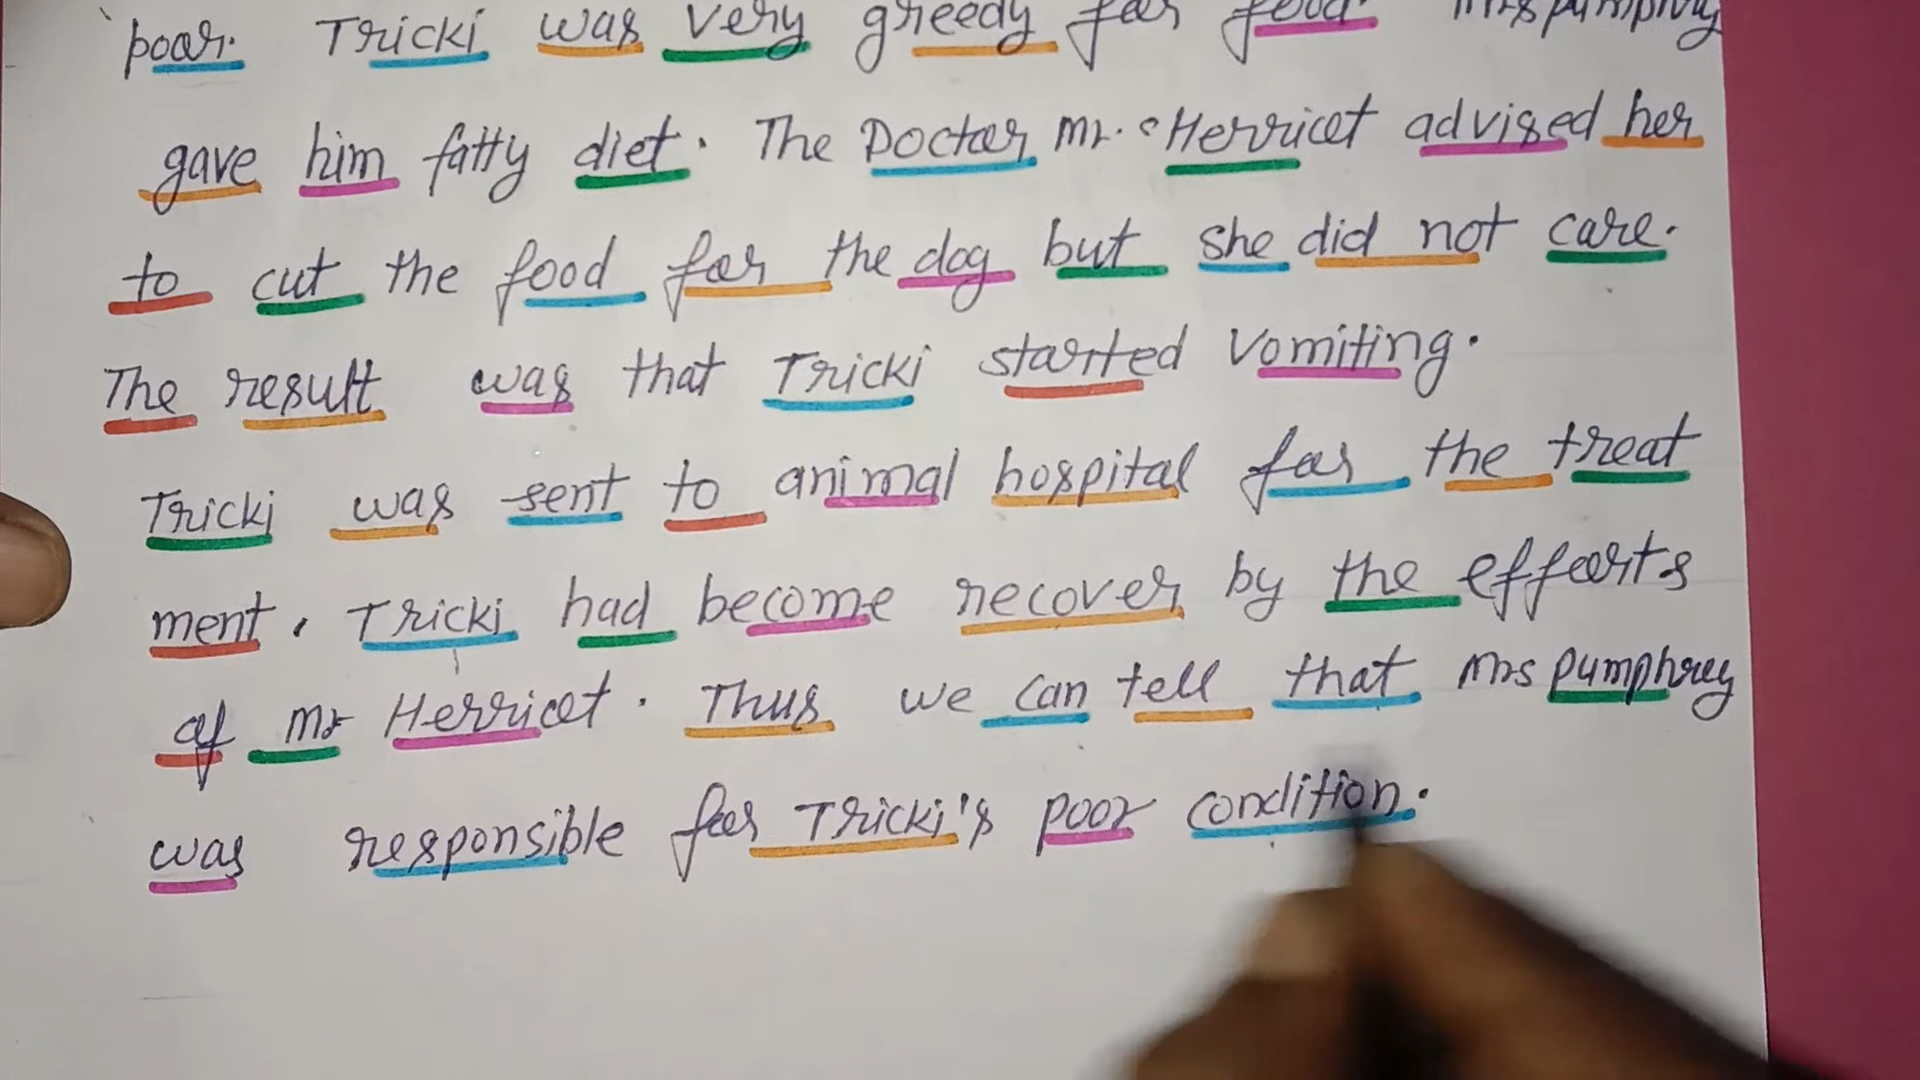 poor. Tricki was very greedy for food. Mrs pumphrey
gave him fatty diet. The Doctor Mr. Herriot advised her
to cut the food for the dog but she did not care.
The result was that Tricki started vomiting.
Tricki was sent to animal hospital for the treat
ment. Tricki had become recover by the efforts
of Mr Herriot. Thus we can tell that Mrs pumphrey
was responsible for Tricki's poor condition.